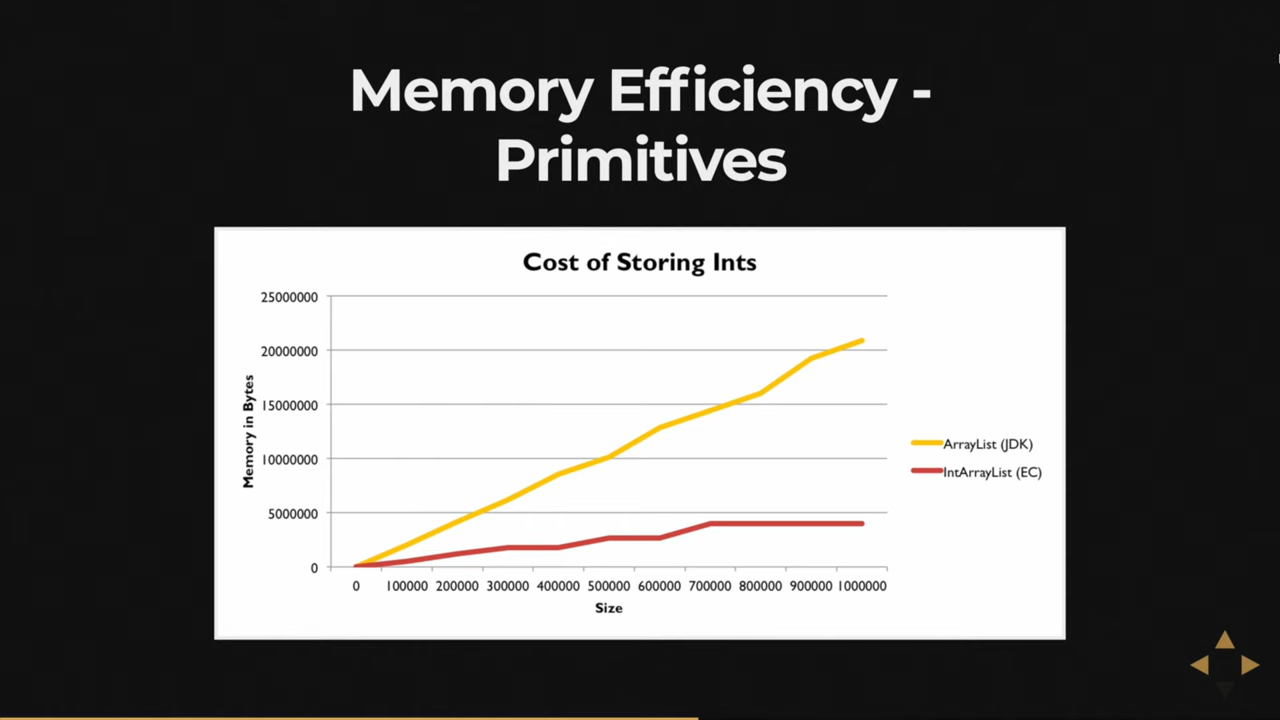 Memory Efficiency -
Primitives
Cost of Storing Ints
25000000
20000000
15000000
10000000
5000000
0
Memory in Bytes
0 100000 200000 300000 400000 500000 600000 700000 800000 900000 1000000
Size
ArrayList (JDK)
IntArrayList (EC)